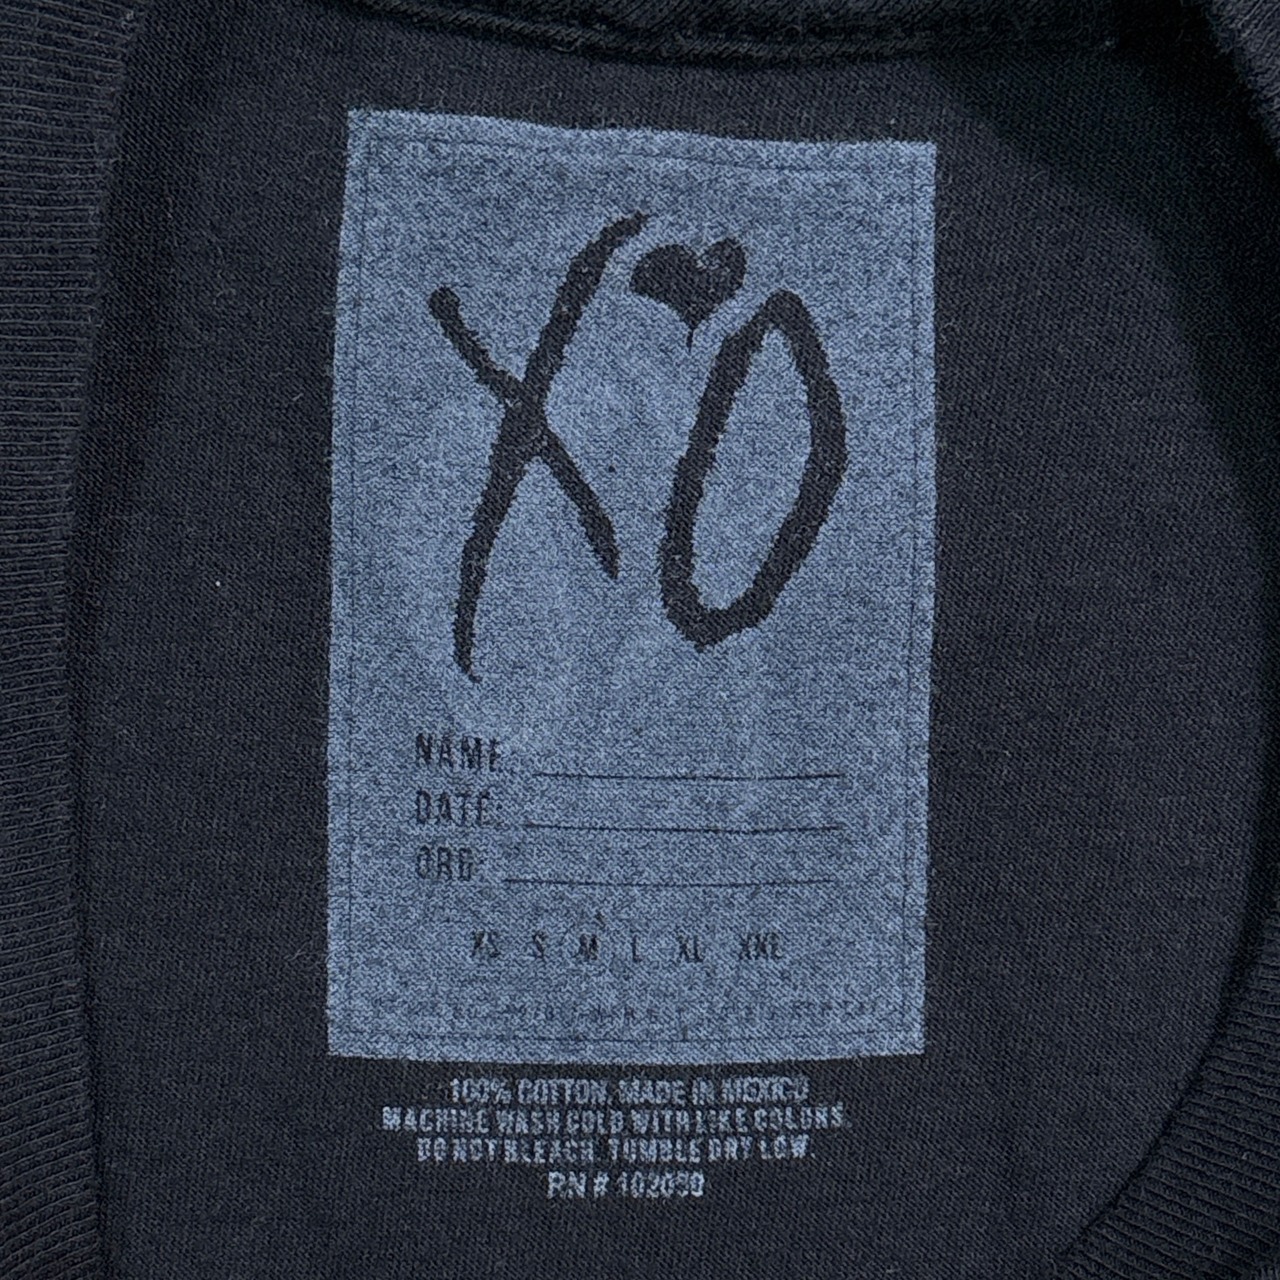 XO
NAME:
DATE:
ORG:
XS S M L XL XXL
100% COTTON. MADE IN MEXICO
MACHINE WASH COLD WITH LIKE COLORS.
DO NOT BLEACH. TUMBLE DRY LOW.
RN #